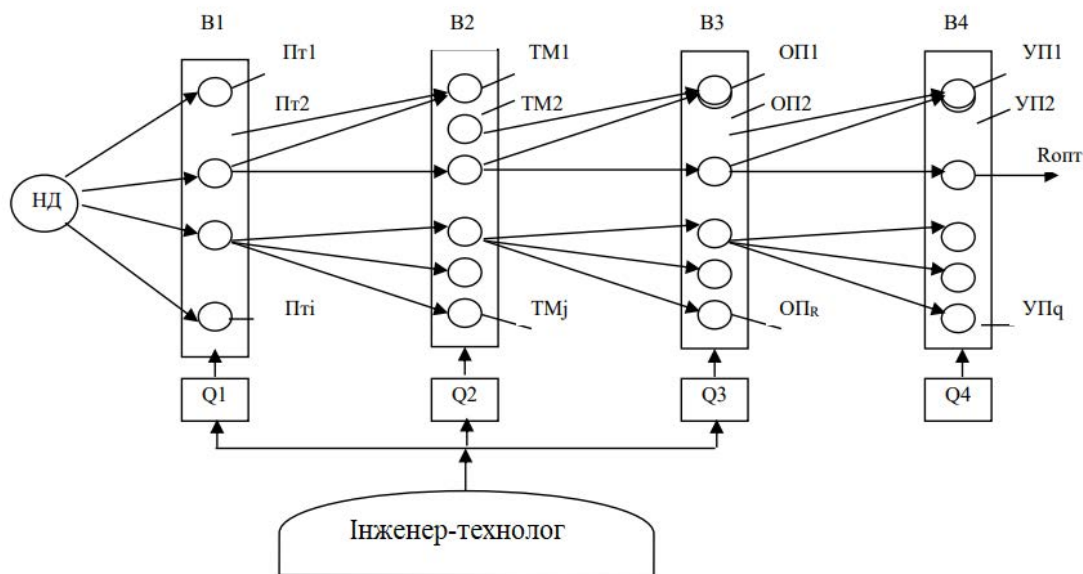 В1 В2 В3 В4
Пт1 ТМ1 ОП1 УП1
Пт2 ТМ2 ОП2 УП2
Rопт
НД
Птi ТМj ОПR УПq
Q1 Q2 Q3 Q4
Інженер-технолог